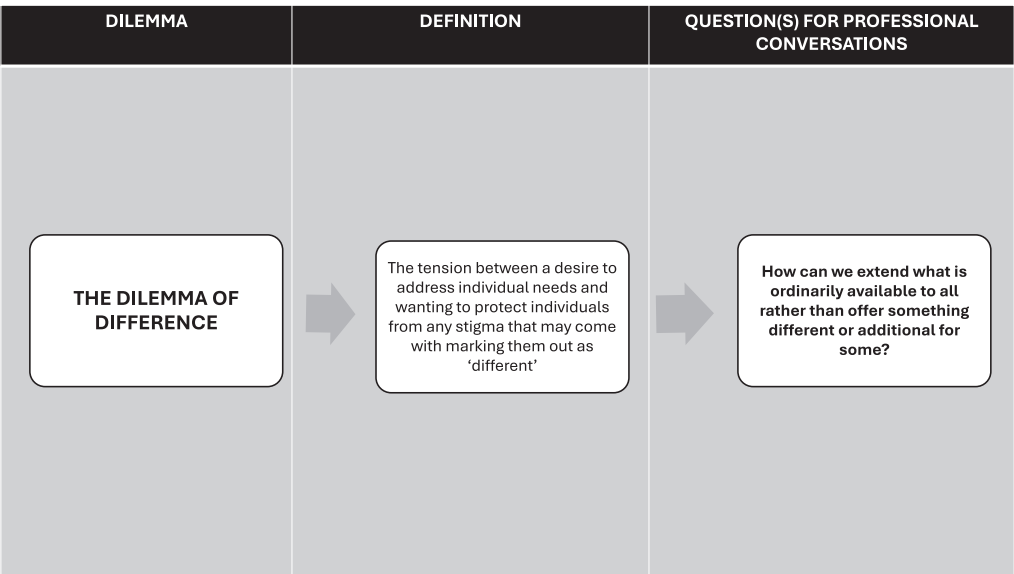 DILEMMA
DEFINITION
QUESTION(S) FOR PROFESSIONAL
CONVERSATIONS
THE DILEMMA OF
DIFFERENCE
The tension between a desire to
address individual needs and
wanting to protect individuals
from any stigma that may come
with marking them out as
‘different’
How can we extend what is
ordinarily available to all
rather than offer something
different or additional for
some?